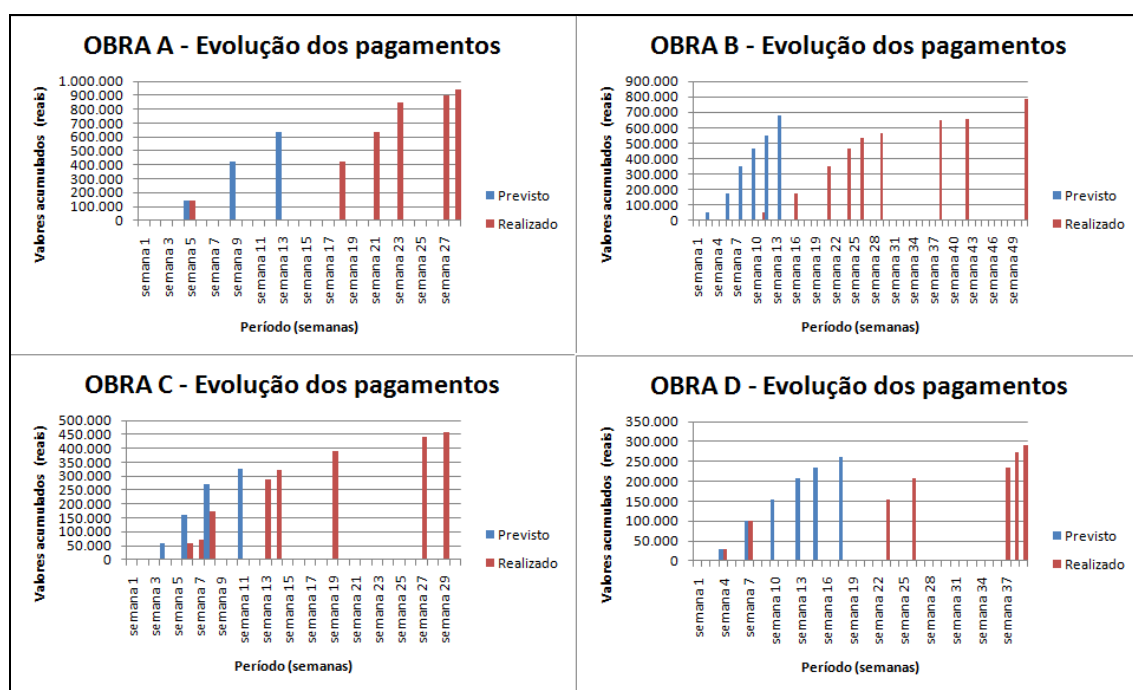 OBRA A - Evolução dos pagamentos
Valores acumulados (reais)
1.000.000
900.000
800.000
700.000
600.000
500.000
400.000
300.000
200.000
100.000
0
semana 1
semana 3
semana 5
semana 7
semana 9
semana 11
semana 13
semana 15
semana 17
semana 19
semana 21
semana 23
semana 25
semana 27
Período (semanas)
Previsto
Realizado
OBRA B - Evolução dos pagamentos
Valores acumulados (reais)
900.000
800.000
700.000
600.000
500.000
400.000
300.000
200.000
100.000
0
semana 1
semana 4
semana 7
semana 10
semana 13
semana 16
semana 19
semana 22
semana 25
semana 28
semana 31
semana 34
semana 37
semana 40
semana 43
semana 46
semana 49
Período (semanas)
Previsto
Realizado
OBRA C - Evolução dos pagamentos
Valores acumulados (reais)
500.000
450.000
400.000
350.000
300.000
250.000
200.000
150.000
100.000
50.000
0
semana 1
semana 3
semana 5
semana 7
semana 9
semana 11
semana 13
semana 15
semana 17
semana 19
semana 21
semana 23
semana 25
semana 27
semana 29
Período (semanas)
Previsto
Realizado
OBRA D - Evolução dos pagamentos
Valores acumulados (reais)
350.000
300.000
250.000
200.000
150.000
100.000
50.000
0
semana 1
semana 4
semana 7
semana 10
semana 13
semana 16
semana 19
semana 22
semana 25
semana 28
semana 31
semana 34
semana 37
Período (semanas)
Previsto
Realizado